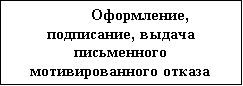 Оформление,
подписание, выдача
письменного
мотивированного отказа